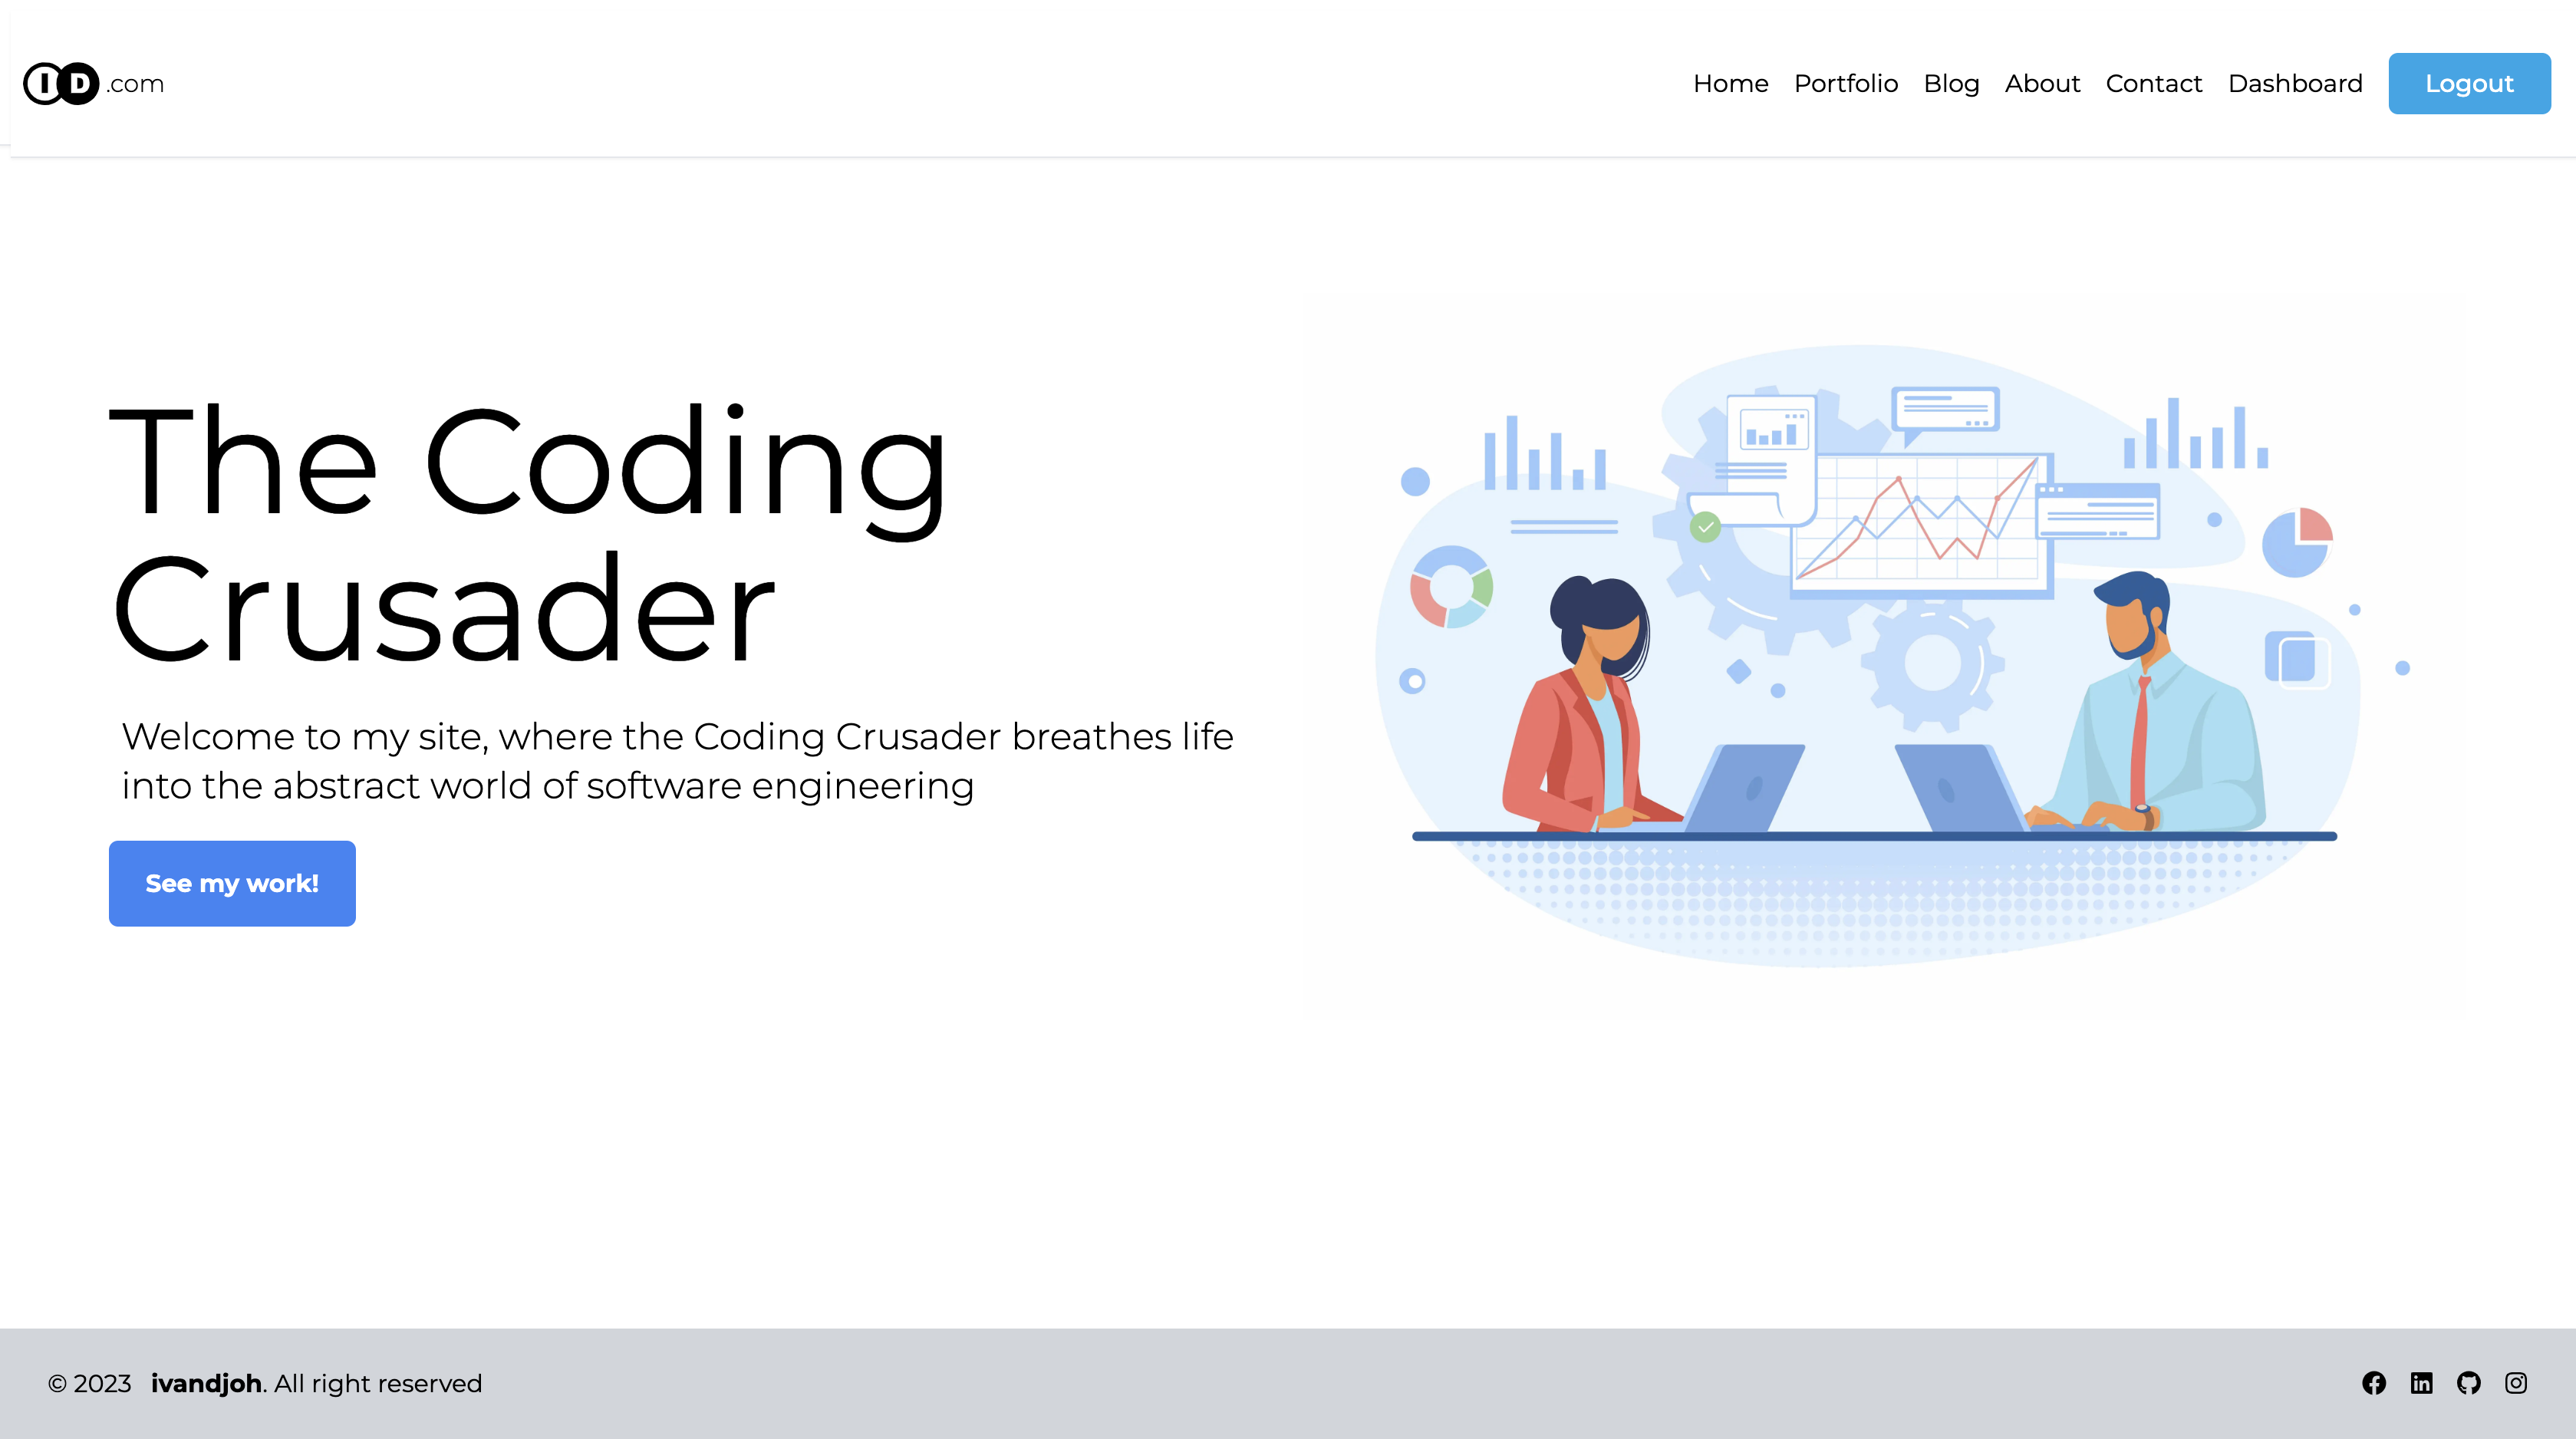 ID .com
Home Portfolio Blog About Contact Dashboard Logout
The Coding
Crusader
Welcome to my site, where the Coding Crusader breathes life
into the abstract world of software engineering
See my work!
© 2023 ivandjoh. All right reserved
in